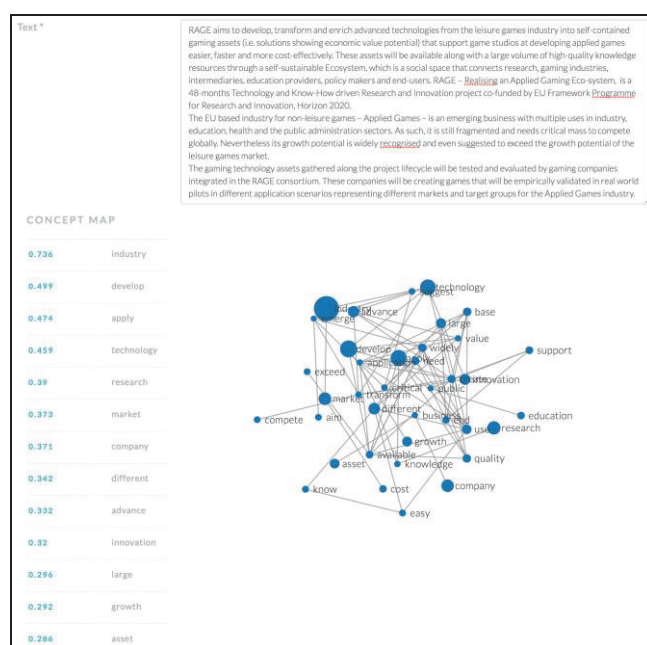 Text *
RAGE aims to develop, transform and enrich advanced technologies from the leisure games industry into self-contained
gaming assets (i.e. solutions showing economic value potential) that support game studios at developing applied games
easier, faster and more cost-effectively. These assets will be available along with a large volume of high-quality knowledge
resources through a self-sustainable Ecosystem, which is a social space that connects research, gaming industries,
intermediaries, education providers, policy makers and end-users. RAGE – Realising an Applied Gaming Eco-system, is a
48-months Technology and Know-How driven Research and Innovation project co-funded by EU Framework Programme
for Research and Innovation, Horizon 2020.
The EU based industry for non-leisure games – Applied Games – is an emerging business with multiple uses in industry,
education, health and the public administration sectors. As such, it is still fragmented and needs critical mass to compete
globally. Nevertheless its growth potential is widely recognised and even suggested to exceed the growth potential of the
leisure games market.
The gaming technology assets gathered along the project lifecycle will be tested and evaluated by gaming companies
integrated in the RAGE consortium. These companies will be creating games that will be empirically validated in real world
pilots in different application scenarios representing different markets and target groups for the Applied Games industry.
CONCEPT MAP
0.736 industry
0.499 develop
0.474 apply
0.459 technology
0.39 research
0.373 market
0.371 company
0.342 different
0.332 advance
0.32 innovation
0.296 large
0.292 growth
0.286 asset
technology
suggest
industry
advance
emerge
base
large
value
develop
widely
support
application
need
exceed
innovation
critical
public
transform
market
different
compete
aim
business
end
education
use
research
growth
available
asset
knowledge
quality
know
cost
company
easy